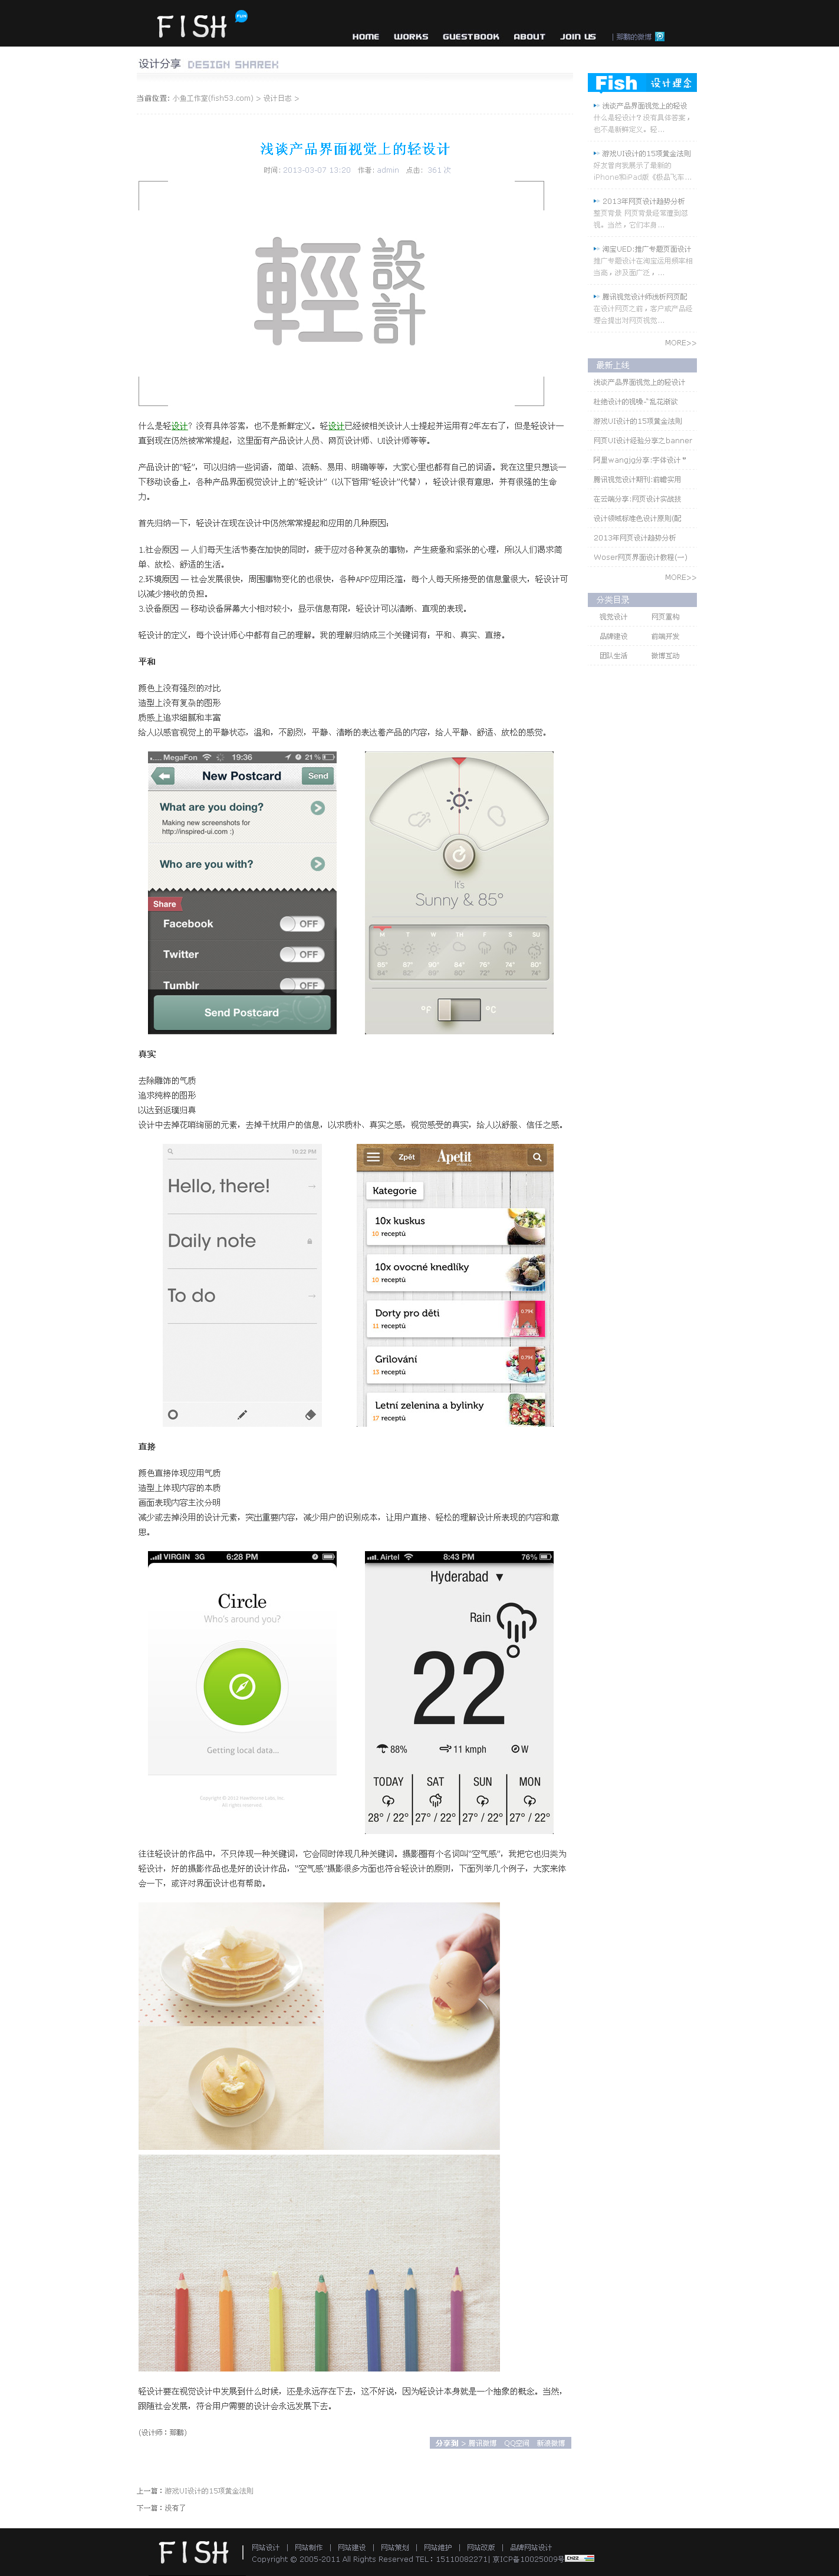 FISH
HOME WORKS GUESTBOOK ABOUT JOIN US | 那鹏的微博
设计分享 DESIGN SHAREK
当前位置: 小鱼工作室(fish53.com) > 设计日志 >
浅谈产品界面视觉上的轻设计
时间: 2013-03-07 13:20 作者: admin 点击: 361 次
輕設計
什么是轻设计? 没有具体答案, 也不是新鲜定义。轻设计已经被相关设计人士提起并运用有2年左右了, 但是轻设计一
直到现在仍然被常常提起, 这里面有产品设计人员、网页设计师、UI设计师等等。
产品设计的"轻", 可以归纳一些词语, 简单、流畅、易用、明确等等, 大家心里也都有自己的词语。我在这里只想谈一
下移动设备上, 各种产品界面视觉设计上的"轻设计" (以下皆用"轻设计"代替), 轻设计很有意思, 并有很强的生命
力。
首先归纳一下, 轻设计在现在设计中仍然常常提起和应用的几种原因:
1.社会原因 — 人们每天生活节奏在加快的同时, 疲于应对各种复杂的事物, 产生疲惫和紧张的心理, 所以人们渴求简
单、放松、舒适的生活。
2.环境原因 — 社会发展很快, 周围事物变化的也很快, 各种APP应用泛滥, 每个人每天所接受的信息量很大, 轻设计可
以减少接收的负担。
3.设备原因 — 移动设备屏幕大小相对较小, 显示信息有限, 轻设计可以清晰、直观的表现。
轻设计的定义, 每个设计师心中都有自己的理解。我的理解归纳成三个关键词有, 平和、真实、直接。
平和
颜色上没有强烈的对比
造型上没有复杂的图形
质感上追求细腻和丰富
给人以感官视觉上的平静状态, 温和, 不剧烈, 平静、清晰的表达着产品的内容, 给人平静、舒适、放松的感觉。
MegaFon 19:36 21%
New Postcard Send
What are you doing?
Making new screenshots for
http://inspired-ui.com :)
Who are you with?
Share
Facebook OFF
Twitter OFF
Tumblr OFF
Send Postcard
It's
Sunny & 85°
M T W TH F S SU
85° 87° 90° 84° 76° 74° 80°
84° 82° 89° 80° 72° 70° 74°
°F °C
真实
去除雕饰的气质
追求纯粹的图形
以达到返璞归真
设计中去掉花哨绚丽的元素, 去掉干扰用户的信息, 以求质朴、真实之感, 视觉感受的真实, 给人以舒服、信任之感。
10:22 PM
Hello, there!
Daily note
To do
Zpět Apetit
Kategorie
10x kuskus
10 receptů
10x ovocné knedlíky
10 receptů
Dorty pro děti
11 receptů
0.79€
Grilování
13 receptů
0.79€
Letní zelenina a bylinky
17 receptů
直接
颜色直接体现应用气质
造型上体现内容的本质
画面表现内容主次分明
减少或去掉没用的设计元素, 突出重要内容, 减少用户的识别成本, 让用户直接、轻松的理解设计所表现的内容和意
思。
VIRGIN 3G 6:28 PM
Circle
Who's around you?
Getting local data...
All rights reserved.
Airtel 8:43 PM 76%
Hyderabad ▼
Rain
22
88% 11 kmph W
TODAY SAT SUN MON
28° / 22° 27° / 22° 27° / 22° 27° / 22°
往往轻设计的作品中, 不只体现一种关键词, 它会同时体现几种关键词。摄影圈有个名词叫"空气感", 我把它也归类为
轻设计, 好的摄影作品也是好的设计作品, "空气感"摄影很多方面也符合轻设计的原则, 下面列举几个例子, 大家来体
会一下, 或许对界面设计也有帮助。
轻设计要在视觉设计中发展到什么时候, 还是永远存在下去, 这不好说, 因为轻设计本身就是一个抽象的概念。当然,
跟随社会发展, 符合用户需要的设计会永远发展下去。
(设计师：那鹏)
分享到 > 腾讯微博 QQ空间 新浪微博
上一篇：游戏UI设计的15项黄金法则
下一篇：没有了
Fish 设计理念
浅谈产品界面视觉上的轻设
什么是轻设计？没有具体答案，
也不是新鲜定义。轻...
游戏UI设计的15项黄金法则
iPhone和iPad版《极品飞车...
2013年网页设计趋势分析
整页背景 网页背景经常遭到忽
视。当然，它们本身...
淘宝UED:推广专题页面设计
推广专题设计在淘宝运用频率相
当高，涉及面广泛，...
腾讯视觉设计师浅析网页配
在设计网页之前，客户或产品经
理会提出对网页视觉...
MORE>>
最新上线
浅谈产品界面视觉上的轻设计
杜绝设计的视噪-"乱花渐欲
游戏UI设计的15项黄金法则
网页UI设计经验分享之banner
阿里wangjg分享:字体设计 "
腾讯视觉设计期刊:前瞻实用
在云端分享:网页设计实战技
设计领域标准色设计原则(配
2013年网页设计趋势分析
Woser网页界面设计教程(一)
MORE>>
分类目录
视觉设计 网页重构
品牌建设 前端开发
团队生活 微博互动
FISH
网站设计 | 网站制作 | 网站建设 | 网站策划 | 网站维护 | 网站改版 | 品牌网站设计
Copyright © 2005-2011 All Rights Reserved TEL：15110082271| 京ICP备10025009号